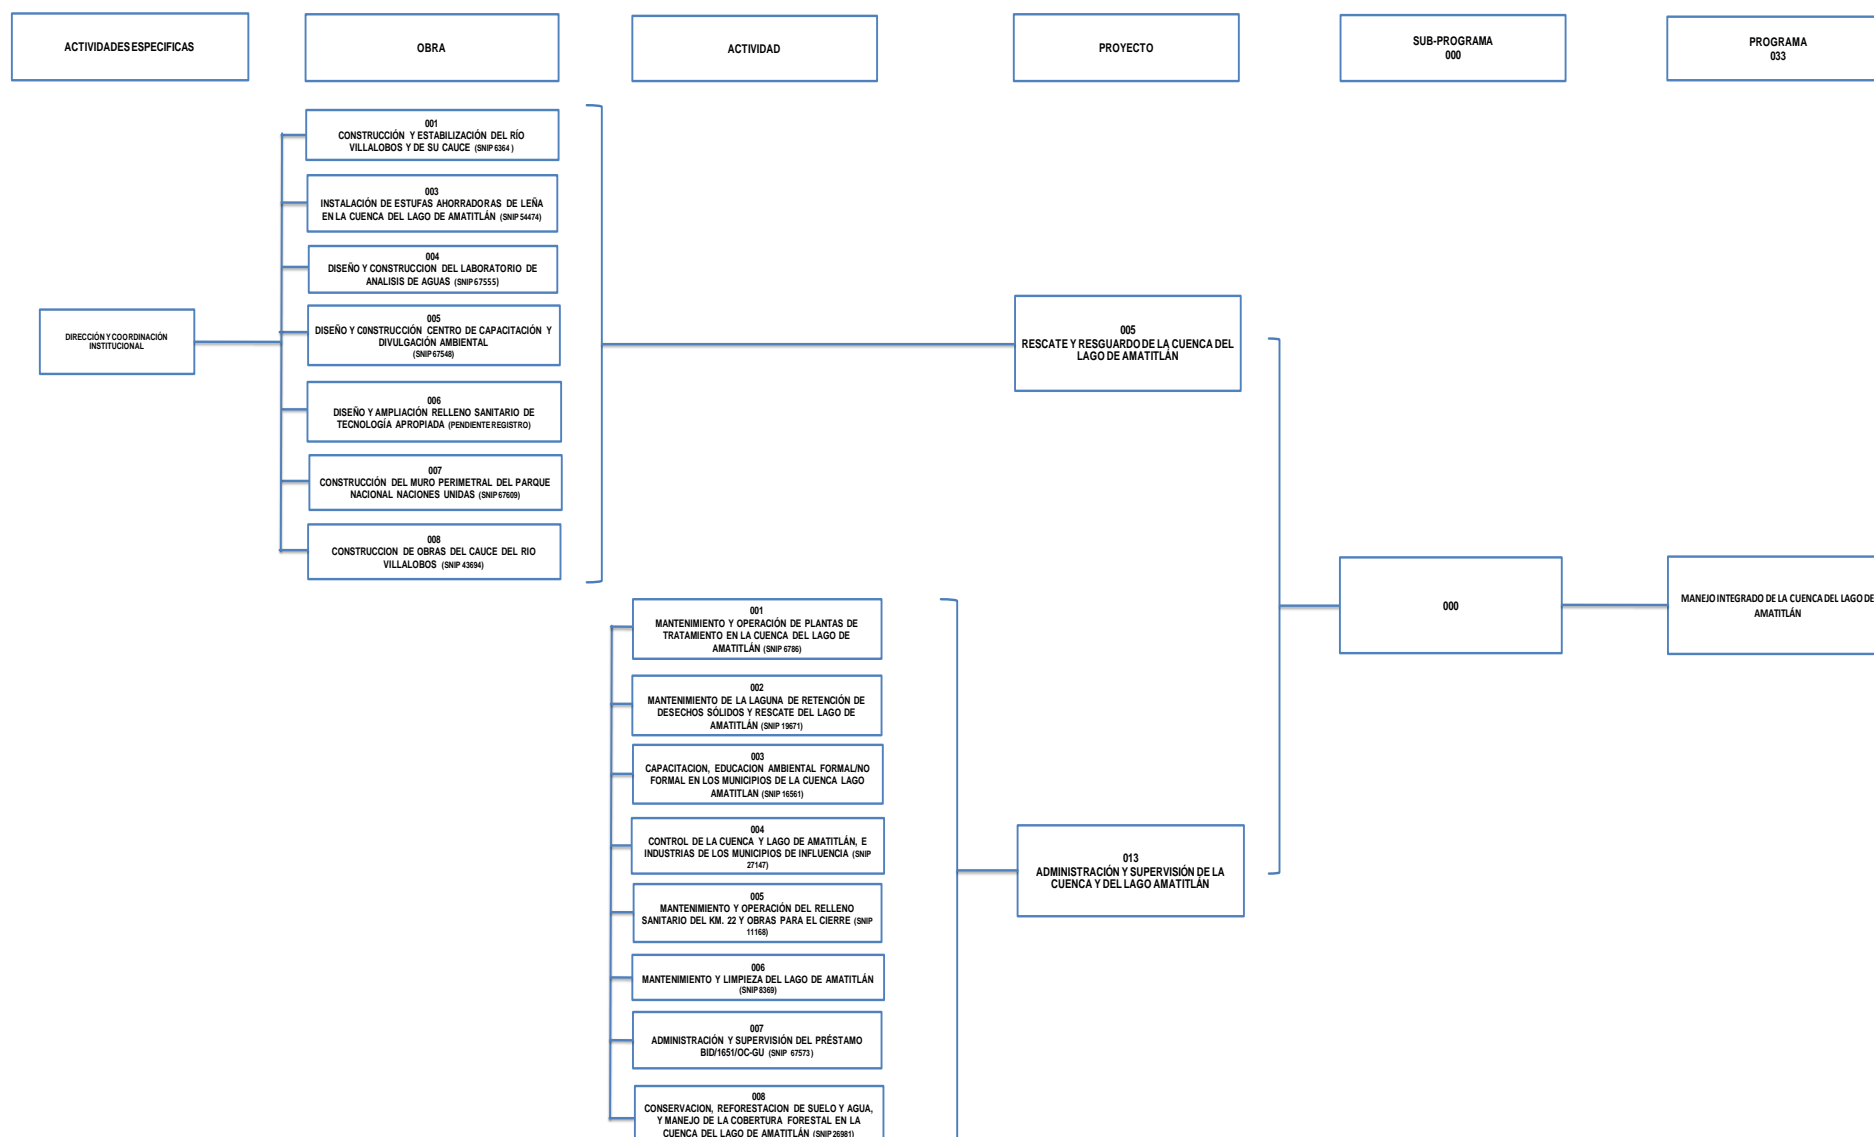 ACTIVIDADES ESPECIFICAS
OBRA
ACTIVIDAD
PROYECTO
SUB-PROGRAMA
000
PROGRAMA
033
001
CONSTRUCCIÓN Y ESTABILIZACIÓN DEL RÍO
VILLALOBOS Y DE SU CAUCE (SNIP 6364 )
003
INSTALACIÓN DE ESTUFAS AHORRADORAS DE LEÑA
EN LA CUENCA DEL LAGO DE AMATITLÁN (SNIP 54474)
004
DISEÑO Y CONSTRUCCION DEL LABORATORIO DE
ANALISIS DE AGUAS (SNIP 67555)
005
DISEÑO Y C0NSTRUCCIÓN CENTRO DE CAPACITACIÓN Y
DIVULGACIÓN AMBIENTAL
(SNIP 67548)
006
DISEÑO Y AMPLIACIÓN RELLENO SANITARIO DE
TECNOLOGÍA APROPIADA (PENDIENTE REGISTRO)
007
CONSTRUCCIÓN DEL MURO PERIMETRAL DEL PARQUE
NACIONAL NACIONES UNIDAS (SNIP 67609)
008
CONSTRUCCION DE OBRAS DEL CAUCE DEL RIO
VILLALOBOS (SNIP 43694)
DIRECCIÓN Y COORDINACIÓN
INSTITUCIONAL
005
RESCATE Y RESGUARDO DE LA CUENCA DEL
LAGO DE AMATITLÁN
000
MANEJO INTEGRADO DE LA CUENCA DEL LAGO DE
AMATITLÁN
001
MANTENIMIENTO Y OPERACIÓN DE PLANTAS DE
TRATAMIENTO EN LA CUENCA DEL LAGO DE
AMATITLÁN (SNIP 6786)
002
MANTENIMIENTO DE LA LAGUNA DE RETENCIÓN DE
DESECHOS SÓLIDOS Y RESCATE DEL LAGO DE
AMATITLÁN (SNIP 19671)
003
CAPACITACION, EDUCACION AMBIENTAL FORMAL/NO
FORMAL EN LOS MUNICIPIOS DE LA CUENCA LAGO
AMATITLAN (SNIP 16561)
004
CONTROL DE LA CUENCA Y LAGO DE AMATITLÁN, E
INDUSTRIAS DE LOS MUNICIPIOS DE INFLUENCIA (SNIP
27147)
005
MANTENIMIENTO Y OPERACIÓN DEL RELLENO
SANITARIO DEL KM. 22 Y OBRAS PARA EL CIERRE (SNIP
11168)
006
MANTENIMIENTO Y LIMPIEZA DEL LAGO DE AMATITLÁN
(SNIP 8369)
007
ADMINISTRACIÓN Y SUPERVISIÓN DEL PRÉSTAMO
BID/1651/OC-GU (SNIP 67573)
008
CONSERVACION, REFORESTACION DE SUELO Y AGUA,
Y MANEJO DE LA COBERTURA FORESTAL EN LA
CUENCA DEL LAGO DE AMATITLÁN (SNIP 26981)
013
ADMINISTRACIÓN Y SUPERVISIÓN DE LA
CUENCA Y DEL LAGO AMATITLÁN